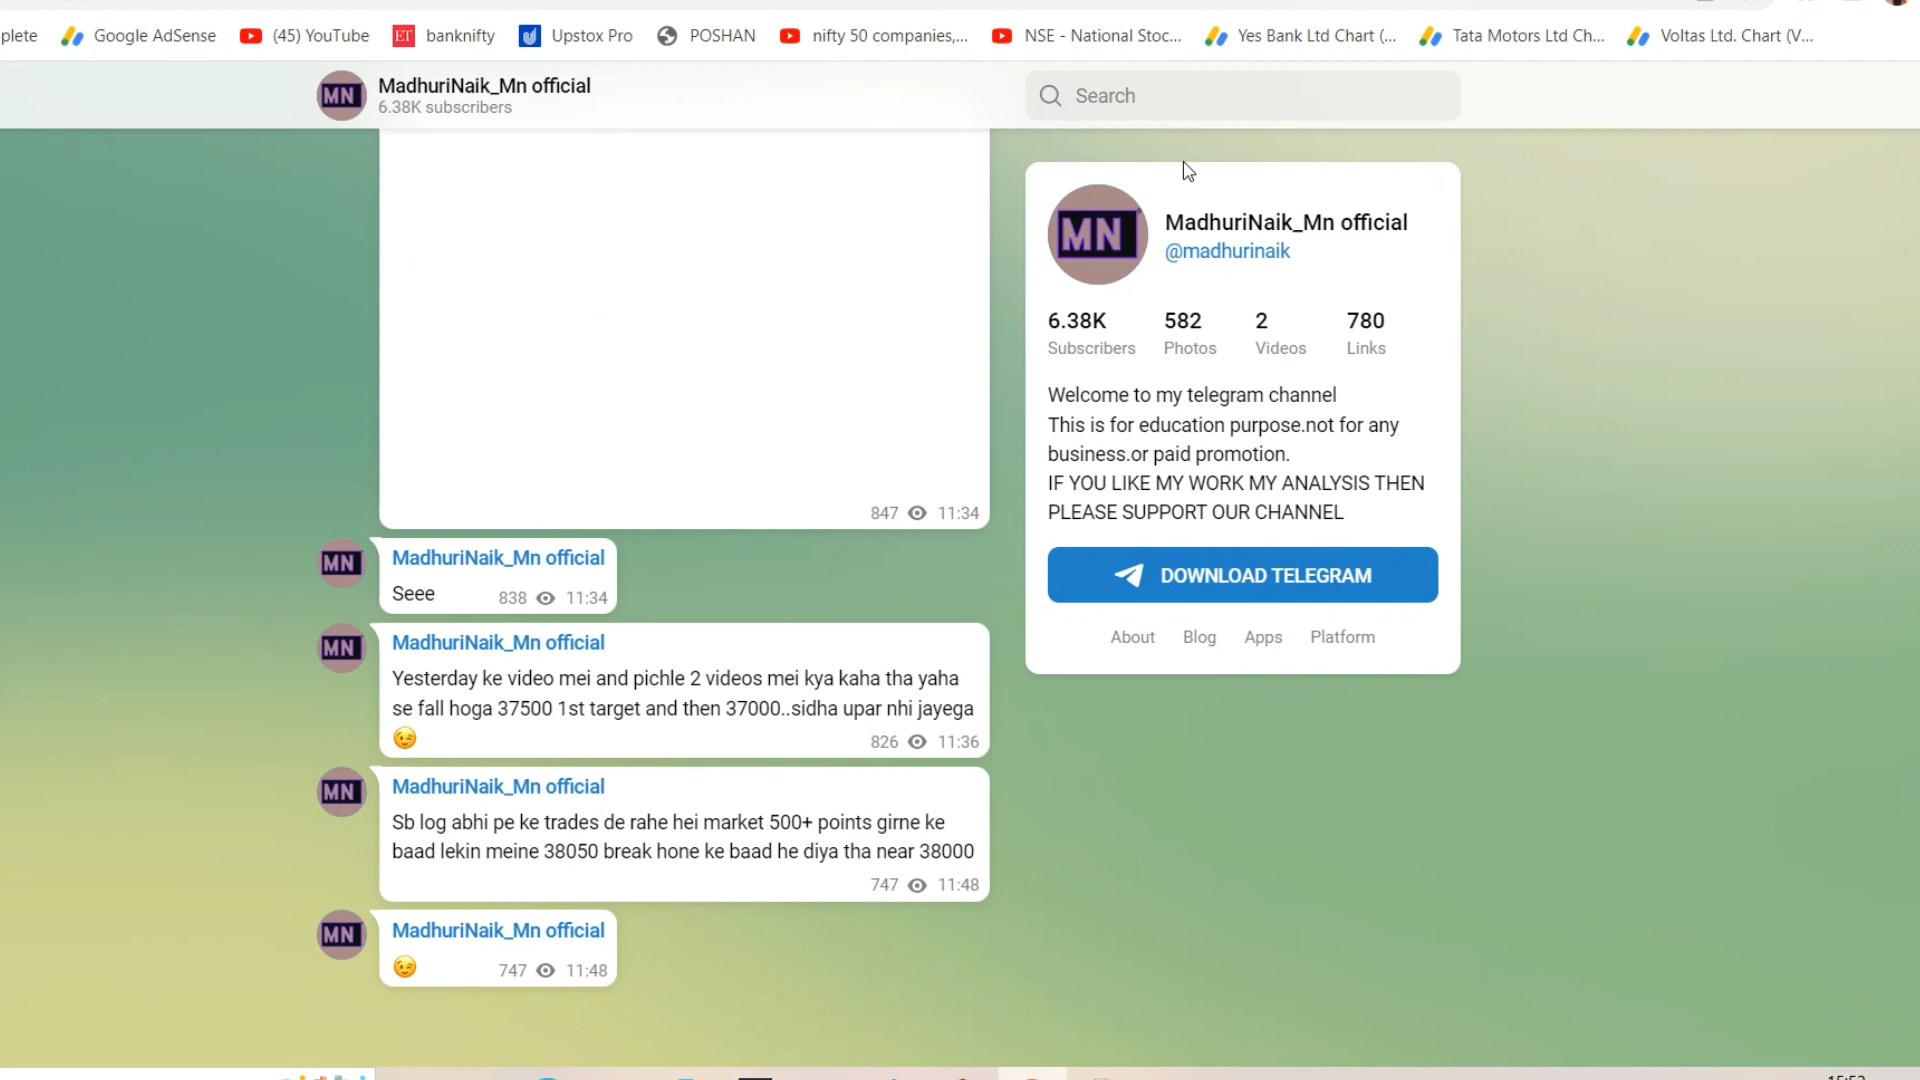 plete Google AdSense (45) YouTube ET banknifty Upstox Pro POSHAN nifty 50 companies,... NSE - National Stoc... Yes Bank Ltd Chart (... Tata Motors Ltd Ch... Voltas Ltd. Chart (V...
MN MadhuriNaik_Mn official
6.38K subscribers
Search
847 11:34
MN MadhuriNaik_Mn official
Seee 838 11:34
MN MadhuriNaik_Mn official
Yesterday ke video mei and pichle 2 videos mei kya kaha tha yaha
se fall hoga 37500 1st target and then 37000..sidha upar nhi jayega
😉 826 11:36
MN MadhuriNaik_Mn official
Sb log abhi pe ke trades de rahe hei market 500+ points girne ke
baad lekin meine 38050 break hone ke baad he diya tha near 38000
747 11:48
MN MadhuriNaik_Mn official
😉 747 11:48
MN MadhuriNaik_Mn official
@madhurinaik
6.38K 582 2 780
Subscribers Photos Videos Links
Welcome to my telegram channel
This is for education purpose.not for any
business.or paid promotion.
IF YOU LIKE MY WORK MY ANALYSIS THEN
PLEASE SUPPORT OUR CHANNEL
DOWNLOAD TELEGRAM
About Blog Apps Platform